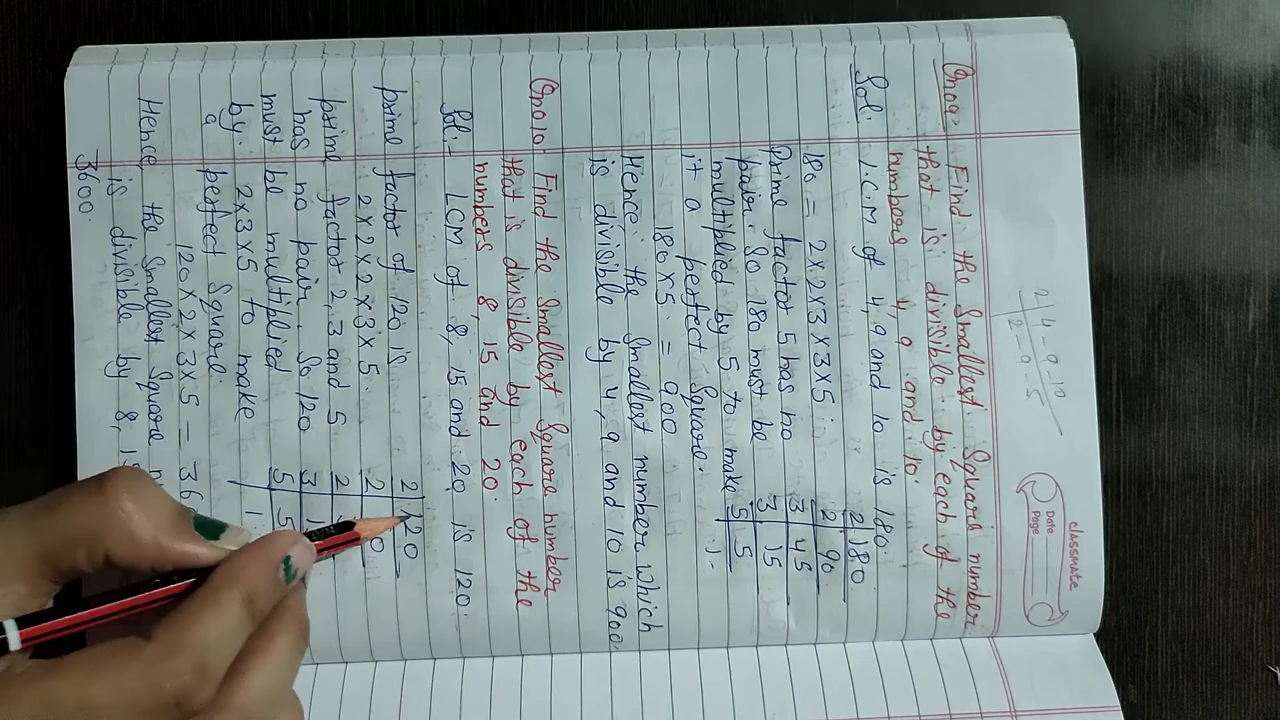 classmate
Date
Page
2 4 - 9 - 10
2 - 9 - 5
Qno9: Find the Smallest Square number
that is divisible by each of the
numbers 4, 9 and 10.
Sol: L.C.M of 4, 9 and 10 is 180.
180 = 2×2×3×3×5
Prime factor 5 has no
pair. So 180 must be
multiplied by 5 to make
it a perfect square.
180×5 = 900
2 180
2 90
3 45
3 15
5 5
1
Hence the Smallest number which
is divisible by 4, 9 and 10 is 900.
Qno10: Find the Smallest Square number
that is divisible by each of the
numbers 8, 15 and 20.
Sol:- LCM of 8, 15 and 20 is 120.
prime factor of 120 is
2×2×2×3×5.
prime factor 2, 3 and 5
has no pair. So 120
must be multiplied
by 2×3×5 to make
a perfect Square.
120×2×3×5 = 36
2 120
2
2
3
5 5
1
Hence the Smallest Square
is divisible by 8,
3600.